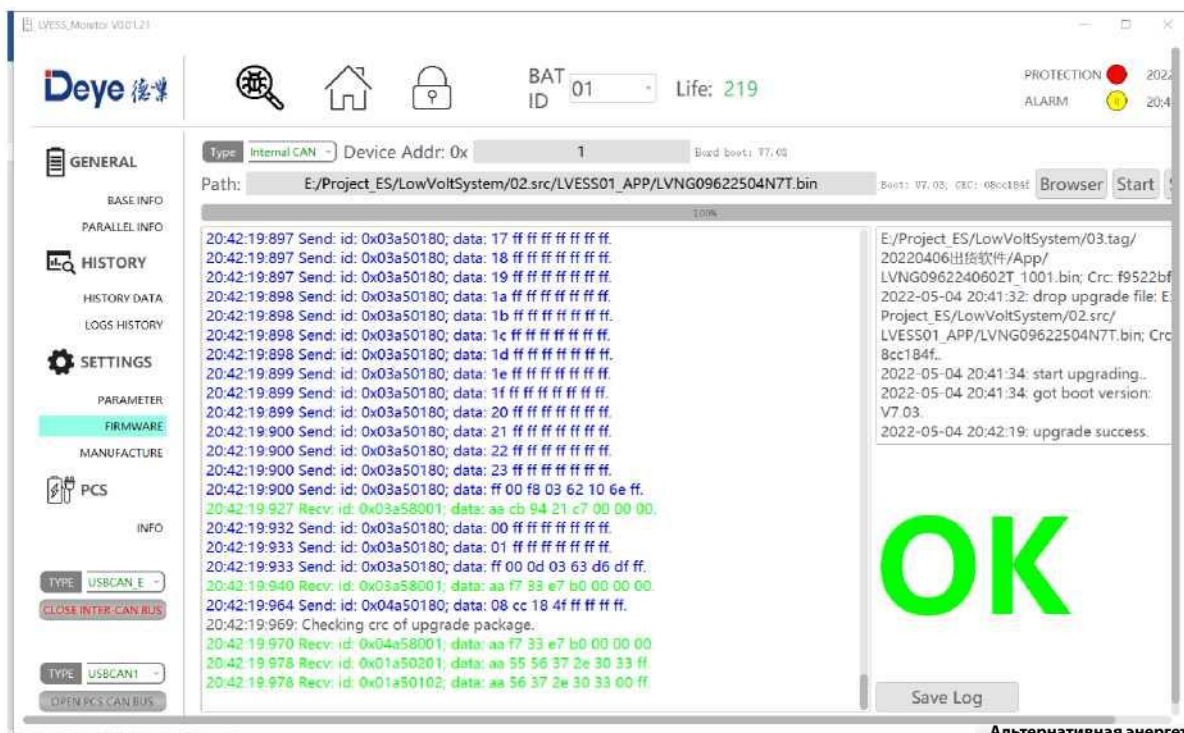 LVESS_Monitor V0.01.21
Deye 德业
BAT ID 01 Life: 219
PROTECTION 2022
ALARM 20:4
GENERAL
BASE INFO
PARALLEL INFO
HISTORY
HISTORY DATA
LOGS HISTORY
SETTINGS
PARAMETER
FIRMWARE
MANUFACTURE
PCS
INFO
TYPE USBCAN_E
CLOSE INTER-CAN BUS
TYPE USBCAN1
OPEN PCS CAN BUS
Type Internal CAN Device Addr: 0x 1
Path: E:/Project_ES/LowVoltSystem/02.src/LVESS01_APP/LVNG09622504N7T.bin Boot: V7.03; CRC: 08cc184f Browser Start
100%
20:42:19:897 Send: id: 0x03a50180; data: 17 ff ff ff ff ff ff ff.
20:42:19:897 Send: id: 0x03a50180; data: 18 ff ff ff ff ff ff ff.
20:42:19:897 Send: id: 0x03a50180; data: 19 ff ff ff ff ff ff ff.
20:42:19:898 Send: id: 0x03a50180; data: 1a ff ff ff ff ff ff ff.
20:42:19:898 Send: id: 0x03a50180; data: 1b ff ff ff ff ff ff ff.
20:42:19:898 Send: id: 0x03a50180; data: 1c ff ff ff ff ff ff ff.
20:42:19:898 Send: id: 0x03a50180; data: 1d ff ff ff ff ff ff ff.
20:42:19:899 Send: id: 0x03a50180; data: 1e ff ff ff ff ff ff ff.
20:42:19:899 Send: id: 0x03a50180; data: 1f ff ff ff ff ff ff ff.
20:42:19:899 Send: id: 0x03a50180; data: 20 ff ff ff ff ff ff ff.
20:42:19:900 Send: id: 0x03a50180; data: 21 ff ff ff ff ff ff ff.
20:42:19:900 Send: id: 0x03a50180; data: 22 ff ff ff ff ff ff ff.
20:42:19:900 Send: id: 0x03a50180; data: 23 ff ff ff ff ff ff ff.
20:42:19:900 Send: id: 0x03a50180; data: ff 00 f8 03 62 10 6e ff.
20:42:19:927 Recv: id: 0x03a58001; data: aa cb 94 21 c7 00 00 00.
20:42:19:932 Send: id: 0x03a50180; data: 00 ff ff ff ff ff ff ff.
20:42:19:933 Send: id: 0x03a50180; data: 01 ff ff ff ff ff ff ff.
20:42:19:933 Send: id: 0x03a50180; data: ff 00 0d 03 63 d6 df ff.
20:42:19:940 Recv: id: 0x03a58001; data: aa f7 33 e7 b0 00 00 00.
20:42:19:964 Send: id: 0x04a50180; data: 08 cc 18 4f ff ff ff ff.
20:42:19:969: Checking crc of upgrade package.
20:42:19:970 Recv: id: 0x04a58001; data: aa f7 33 e7 b0 00 00 00.
20:42:19:978 Recv: id: 0x01a50201; data: aa 55 56 37 2e 30 33 ff.
20:42:19:978 Recv: id: 0x01a50102; data: aa 56 37 2e 30 33 00 ff.
E:/Project_ES/LowVoltSystem/03.tag/
20220406出货软件/App/
LVNG0962240602T_1001.bin; Crc: f9522bf
2022-05-04 20:41:32: drop upgrade file: E:
Project_ES/LowVoltSystem/02.src/
LVESS01_APP/LVNG09622504N7T.bin; Crc
8cc184f..
2022-05-04 20:41:34: start upgrading..
2022-05-04 20:41:34: got boot version:
V7.03.
2022-05-04 20:42:19: upgrade success.
OK
Save Log
Альтернативная энергет